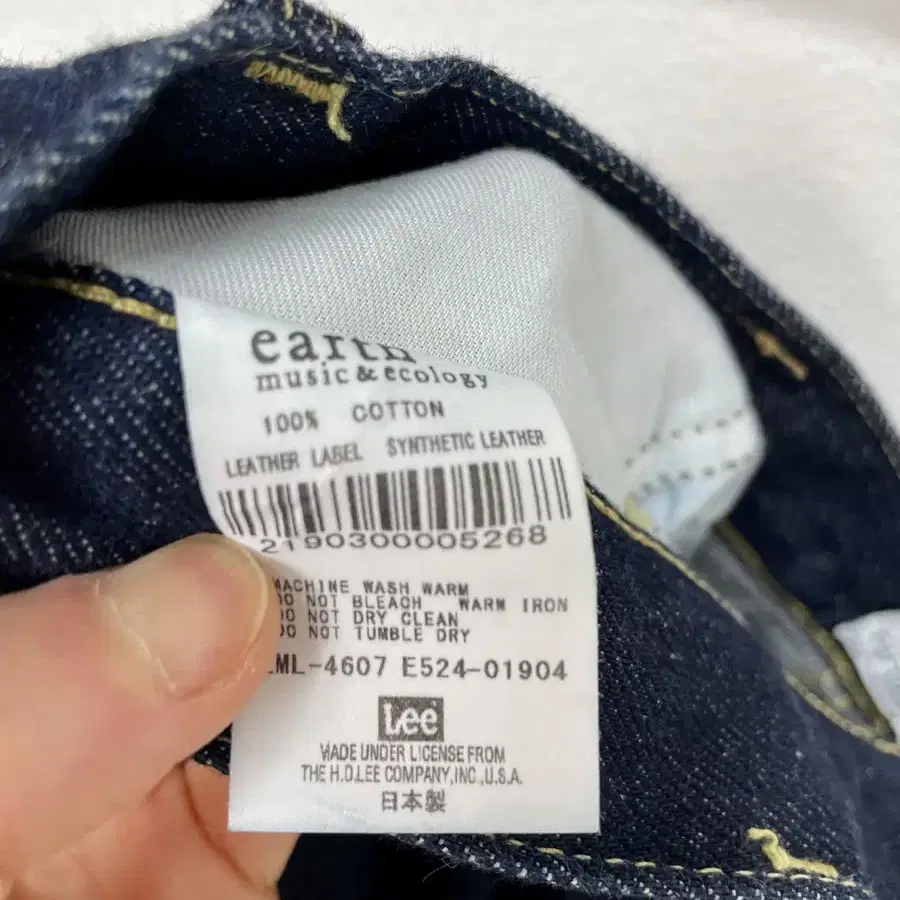 earth
music & ecology
100% COTTON
LEATHER LABEL SYNTHETIC LEATHER
2190300005268
MACHINE WASH WARM
DO NOT BLEACH WARM IRON
DO NOT DRY CLEAN
DO NOT TUMBLE DRY
LML-4607 E524-01904
Lee
MADE UNDER LICENSE FROM
THE H.D.LEE COMPANY,INC.,U.S.A.
日本製